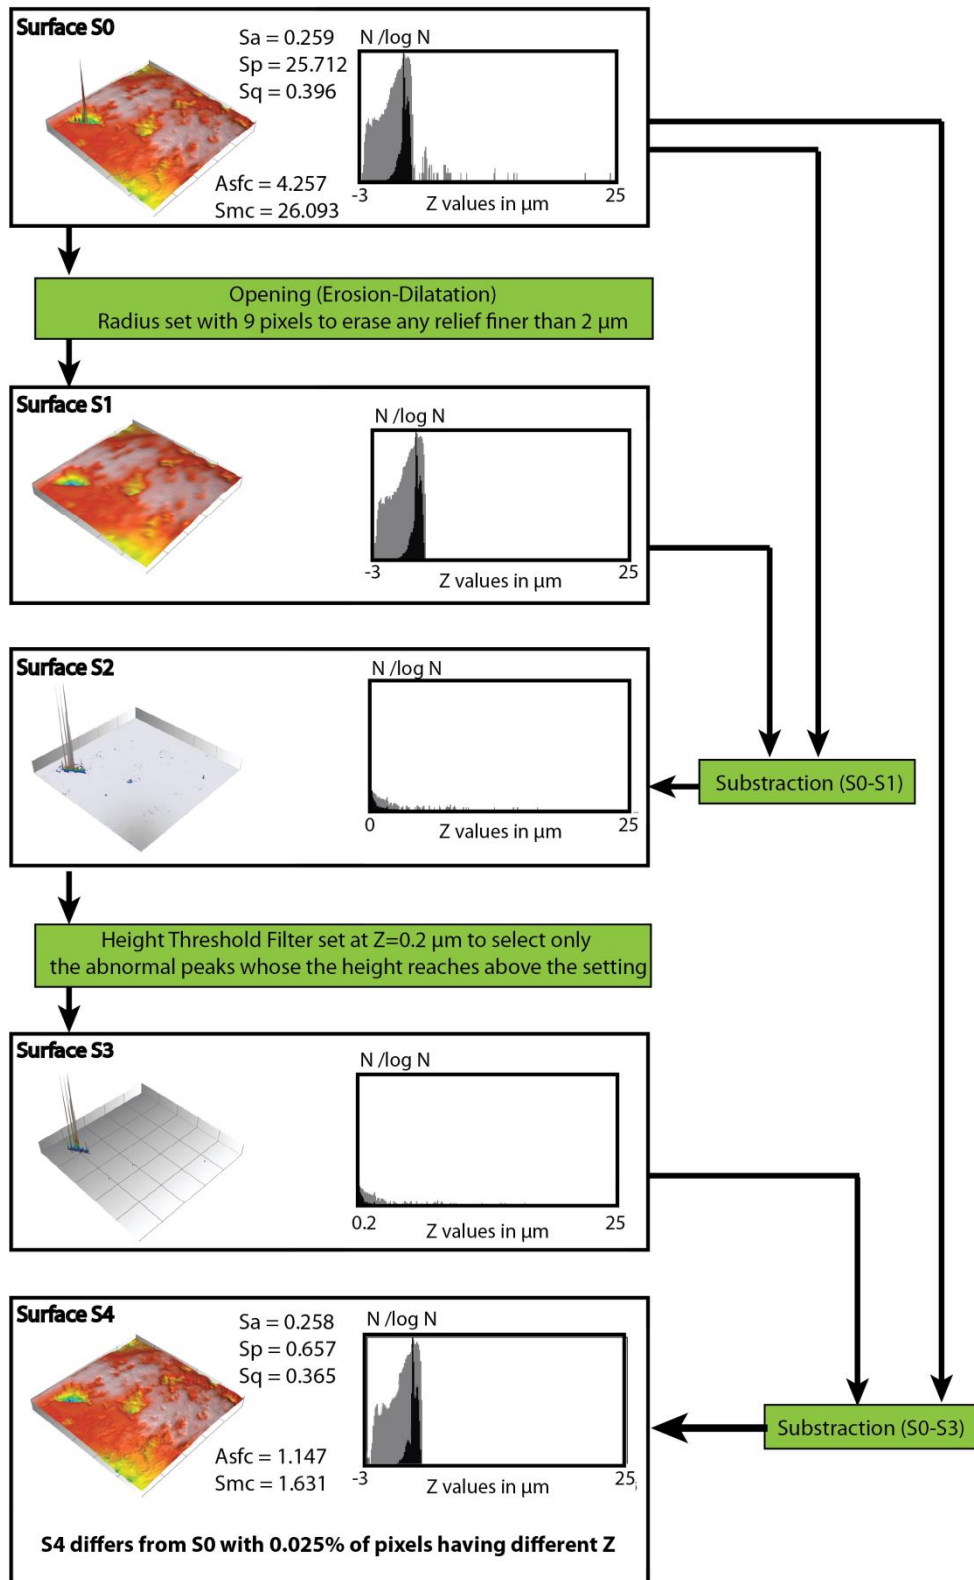 Surface S0
Sa = 0.259
Sp = 25.712
Sq = 0.396
Asfc = 4.257
Smc = 26.093
N /log N
-3
25
Z values in µm
Opening (Erosion-Dilatation)
Radius set with 9 pixels to erase any relief finer than 2 µm
Surface S1
N /log N
-3
25
Z values in µm
Surface S2
N /log N
0
25
Z values in µm
Substraction (S0-S1)
Height Threshold Filter set at Z=0.2 µm to select only
the abnormal peaks whose the height reaches above the setting
Surface S3
N /log N
0.2
25
Z values in µm
Surface S4
Sa = 0.258
Sp = 0.657
Sq = 0.365
Asfc = 1.147
Smc = 1.631
N /log N
-3
25
Z values in µm
Substraction (S0-S3)
S4 differs from S0 with 0.025% of pixels having different Z